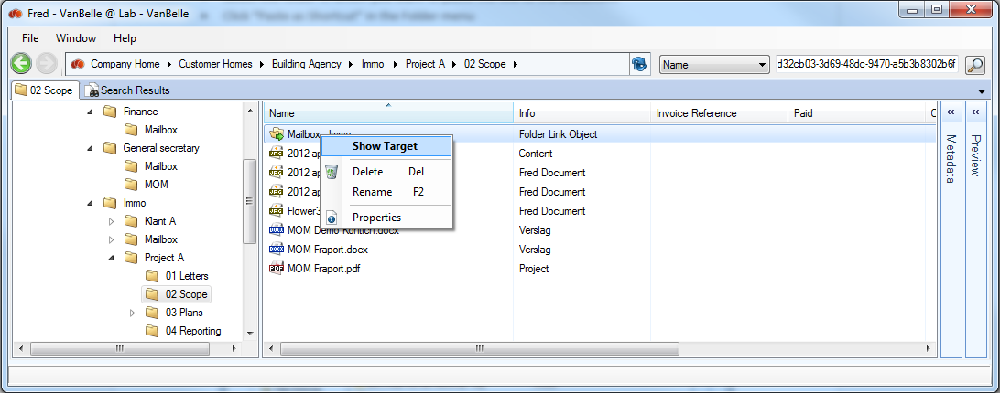 Click "Paste as Shortcut" in the Folder menu
Fred - VanBelle @ Lab - VanBelle
File Window Help
Company Home Customer Homes Building Agency Immo Project A 02 Scope Name d32cb03-3d69-48dc-9470-a5b3b8302b6f
02 Scope Search Results
Finance
Mailbox
General secretary
Mailbox
MOM
Immo
Klant A
Mailbox
Project A
01 Letters
02 Scope
03 Plans
04 Reporting
Name Info Invoice Reference Paid C
Mailbox - Immo Folder Link Object
2012 ap Content
2012 ap Fred Document
2012 ap Fred Document
Flower3 Fred Document
MOM Demo Kontich.docx Verslag
MOM Fraport.docx Verslag
MOM Fraport.pdf Project
Show Target
Delete Del
Rename F2
Properties
Metadata
Preview